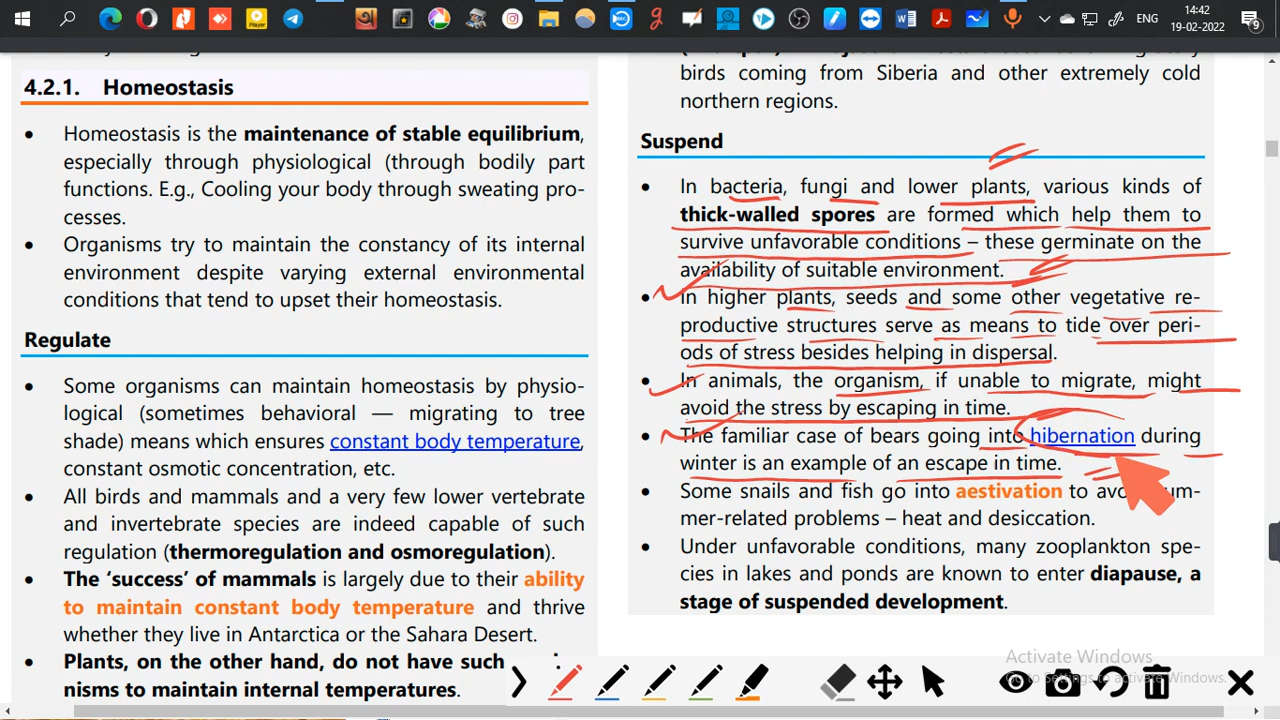 ENG
14:42
19-02-2022
4.2.1. Homeostasis
Homeostasis is the maintenance of stable equilibrium,
especially through physiological (through bodily part
functions. E.g., Cooling your body through sweating pro-
cesses.
Organisms try to maintain the constancy of its internal
environment despite varying external environmental
conditions that tend to upset their homeostasis.
Regulate
Some organisms can maintain homeostasis by physio-
logical (sometimes behavioral — migrating to tree
shade) means which ensures constant body temperature,
constant osmotic concentration, etc.
All birds and mammals and a very few lower vertebrate
and invertebrate species are indeed capable of such
regulation (thermoregulation and osmoregulation).
The ‘success’ of mammals is largely due to their ability
to maintain constant body temperature and thrive
whether they live in Antarctica or the Sahara Desert.
Plants, on the other hand, do not have such
nisms to maintain internal temperatures.
birds coming from Siberia and other extremely cold
northern regions.
Suspend
In bacteria, fungi and lower plants, various kinds of
thick-walled spores are formed which help them to
survive unfavorable conditions – these germinate on the
availability of suitable environment.
In higher plants, seeds and some other vegetative re-
productive structures serve as means to tide over peri-
ods of stress besides helping in dispersal.
In animals, the organism, if unable to migrate, might
avoid the stress by escaping in time.
The familiar case of bears going into hibernation during
winter is an example of an escape in time.
Some snails and fish go into aestivation to avoid sum-
mer-related problems – heat and desiccation.
Under unfavorable conditions, many zooplankton spe-
cies in lakes and ponds are known to enter diapause, a
stage of suspended development.
Activate Windows
Go to Settings to activate Windows.